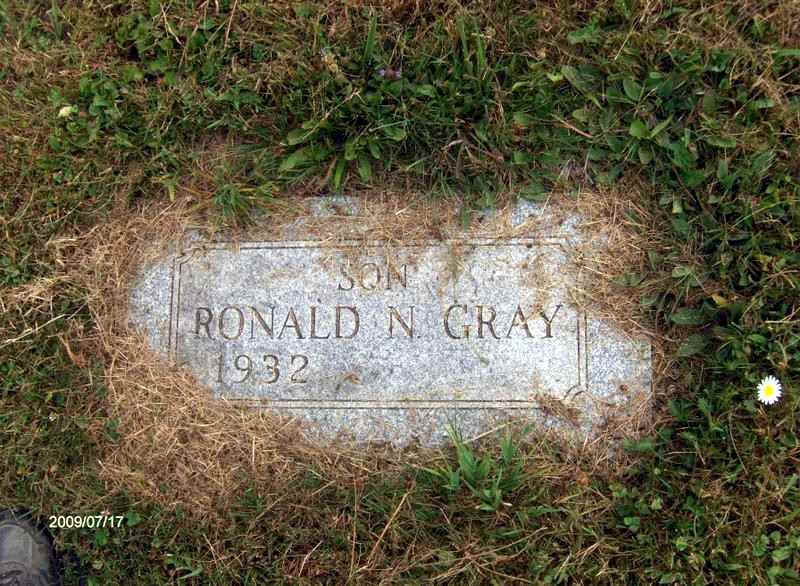 SON
RONALD N. GRAY
1932
2009/07/17